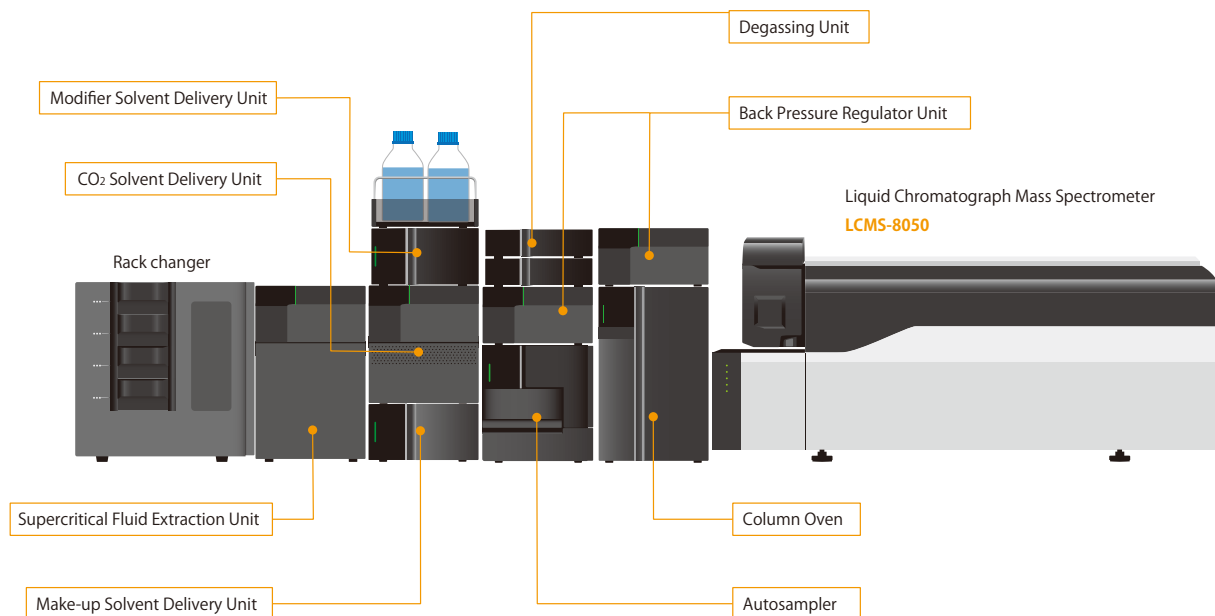 Degassing Unit
Modifier Solvent Delivery Unit
Back Pressure Regulator Unit
CO₂ Solvent Delivery Unit
Liquid Chromatograph Mass Spectrometer
LCMS-8050
Rack changer
Supercritical Fluid Extraction Unit
Column Oven
Make-up Solvent Delivery Unit
Autosampler